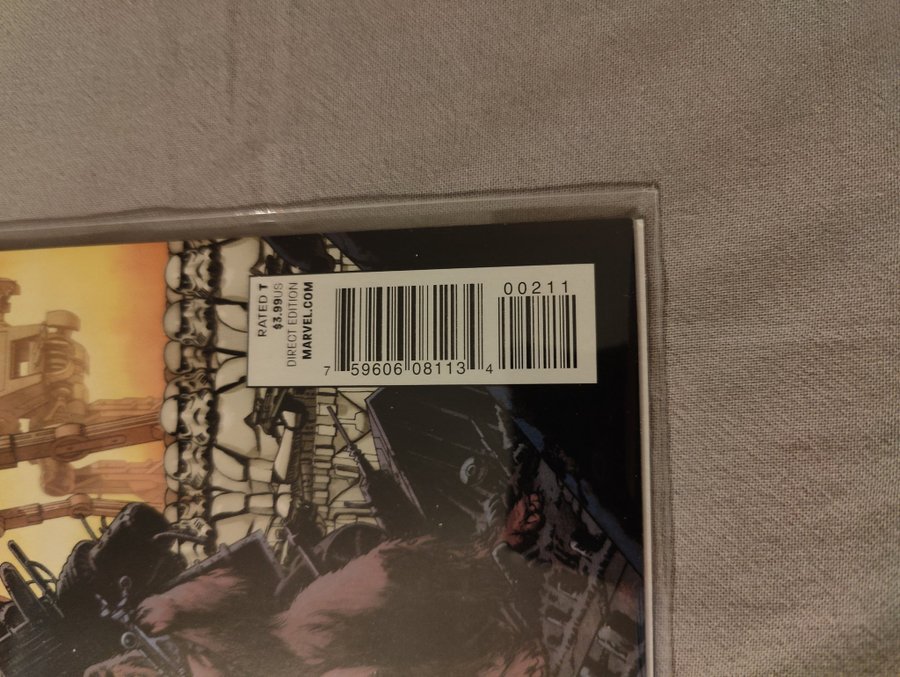 RATED T
$3.99US
DIRECT EDITION
MARVEL.COM
00211
7 59606 08113 4